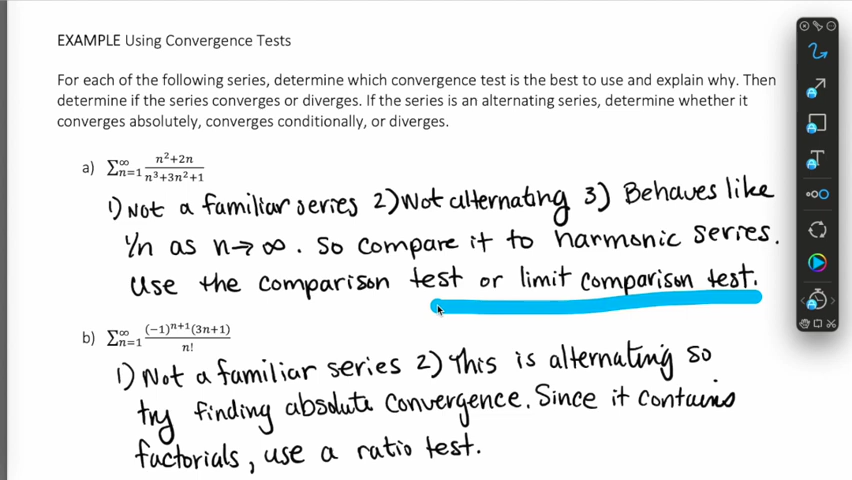 EXAMPLE Using Convergence Tests
For each of the following series, determine which convergence test is the best to use and explain why. Then
determine if the series converges or diverges. If the series is an alternating series, determine whether it
converges absolutely, converges conditionally, or diverges.
a) ∑_{n=1}^{∞} (n²+2n)/(n³+3n²+1)
1) Not a familiar series 2) Not alternating 3) Behaves like
1/n as n→∞. So compare it to harmonic series.
Use the comparison test or limit comparison test.
b) ∑_{n=1}^{∞} ((−1)^{n+1}(3n+1))/n!
1) Not a familiar series 2) This is alternating so
try finding absolute convergence. Since it contains
factorials, use a ratio test.